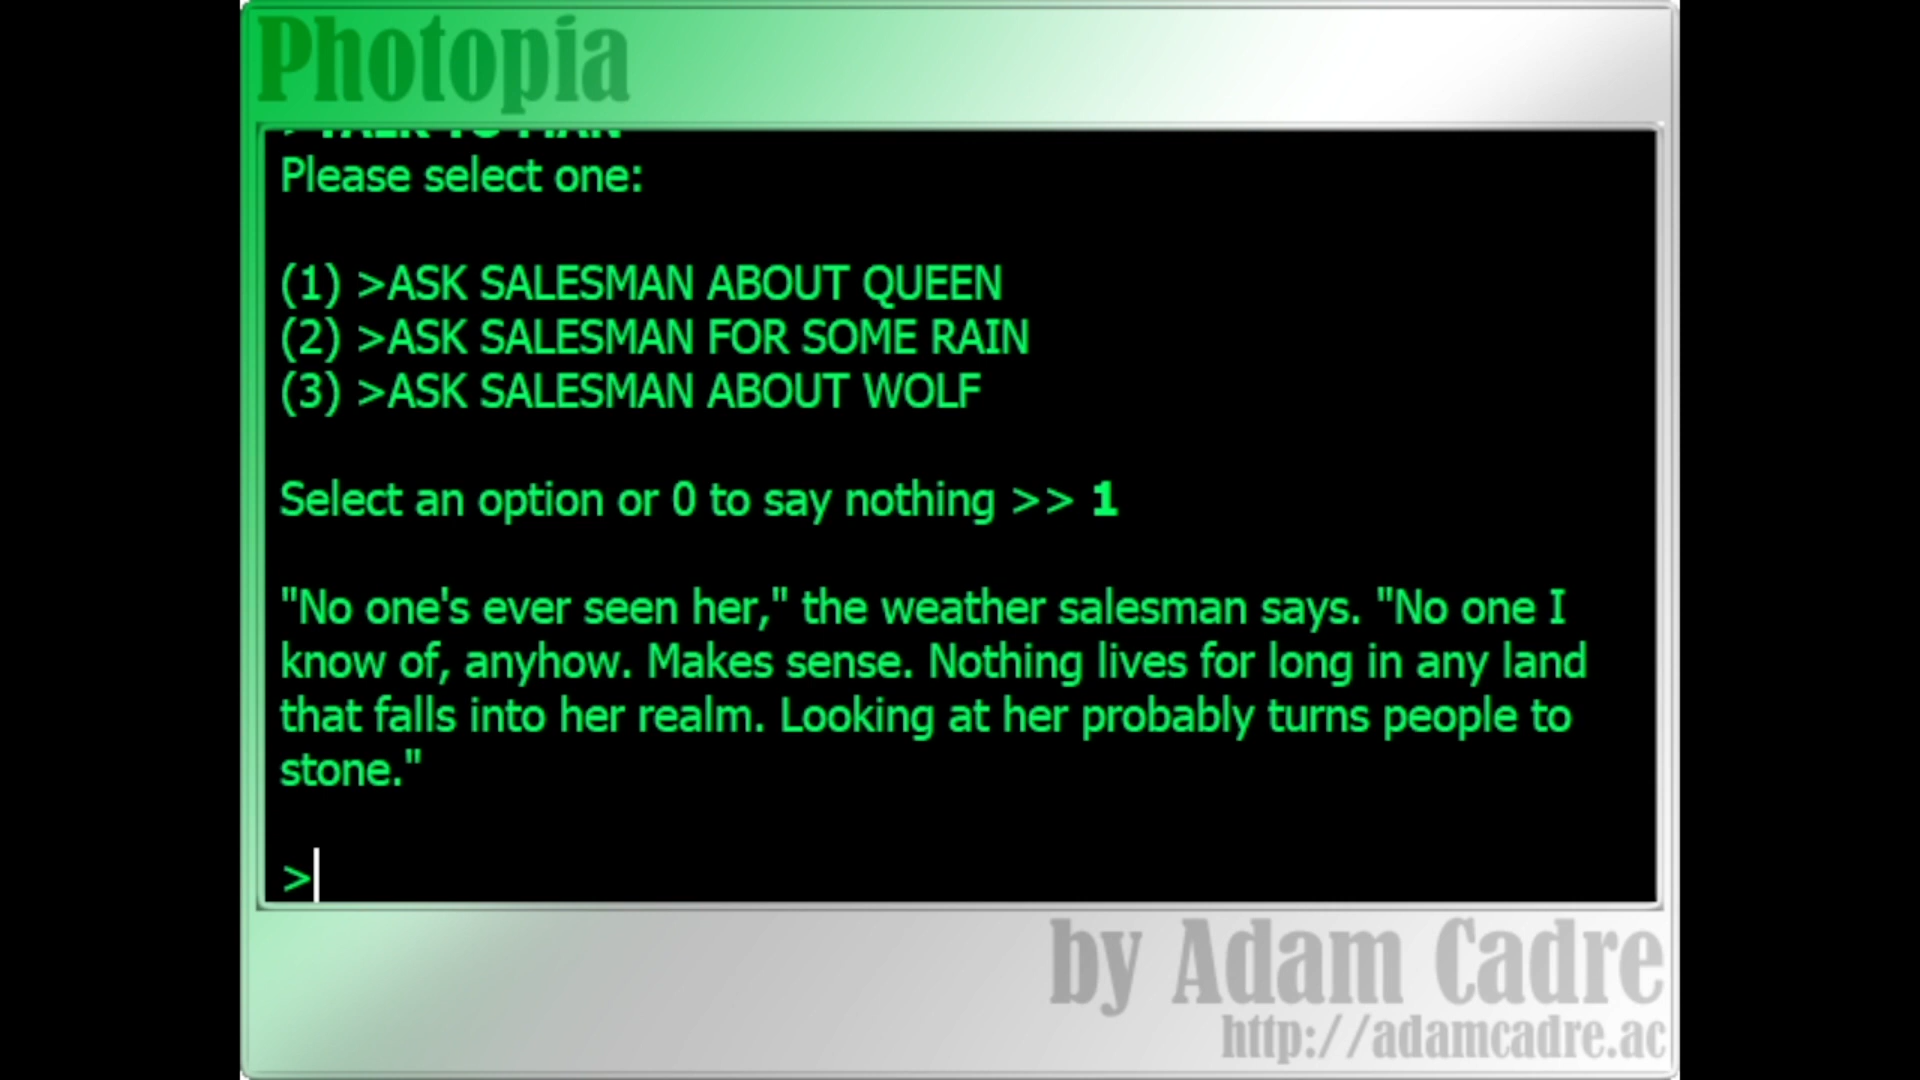 Photopia
>TALK TO MAN
Please select one:
(1) >ASK SALESMAN ABOUT QUEEN
(2) >ASK SALESMAN FOR SOME RAIN
(3) >ASK SALESMAN ABOUT WOLF
Select an option or 0 to say nothing >> 1
"No one's ever seen her," the weather salesman says. "No one I
know of, anyhow. Makes sense. Nothing lives for long in any land
that falls into her realm. Looking at her probably turns people to
stone."
>
by Adam Cadre
http://adamcadre.ac